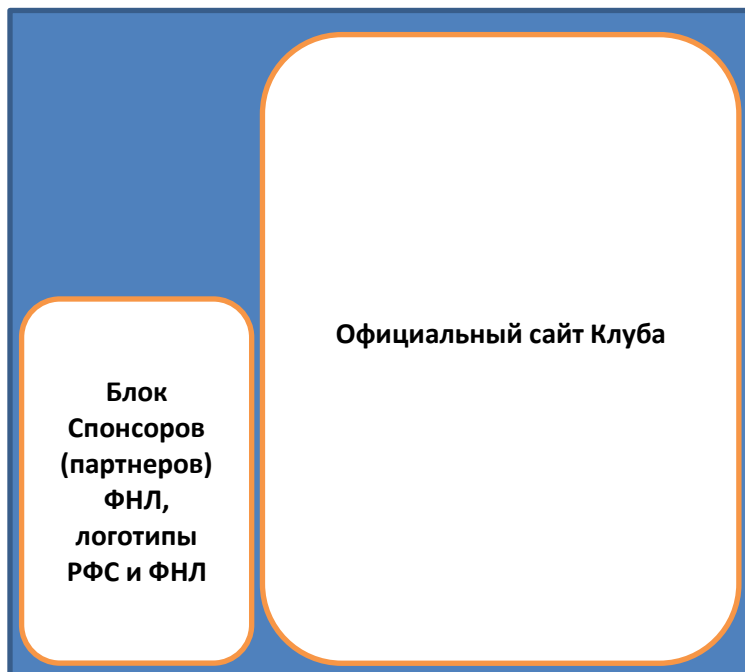 Официальный сайт Клуба
Блок
Спонсоров
(партнеров)
ФНЛ,
логотипы
РФС и ФНЛ